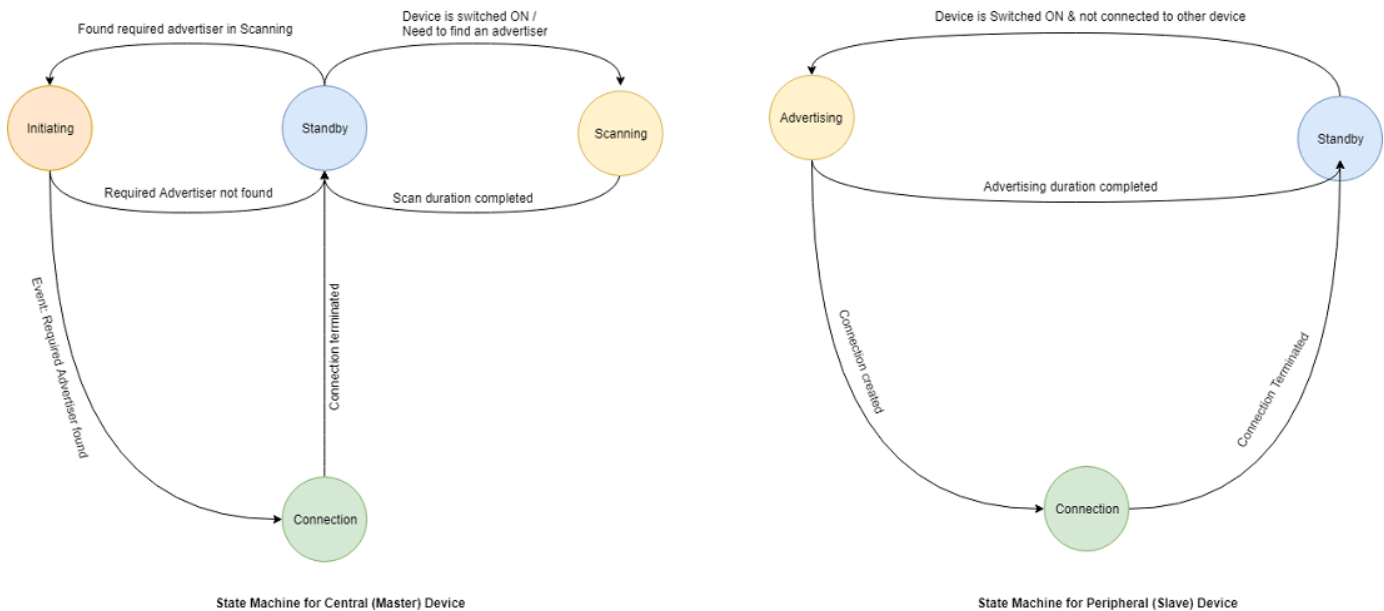 Found required advertiser in Scanning
Device is switched ON /
Need to find an advertiser
Initiating
Standby
Scanning
Required Advertiser not found
Scan duration completed
Event: Required Advertiser found
Connection terminated
Connection
State Machine for Central (Master) Device
Device is Switched ON & not connected to other device
Advertising
Standby
Advertising duration completed
Connection created
Connection Terminated
Connection
State Machine for Peripheral (Slave) Device